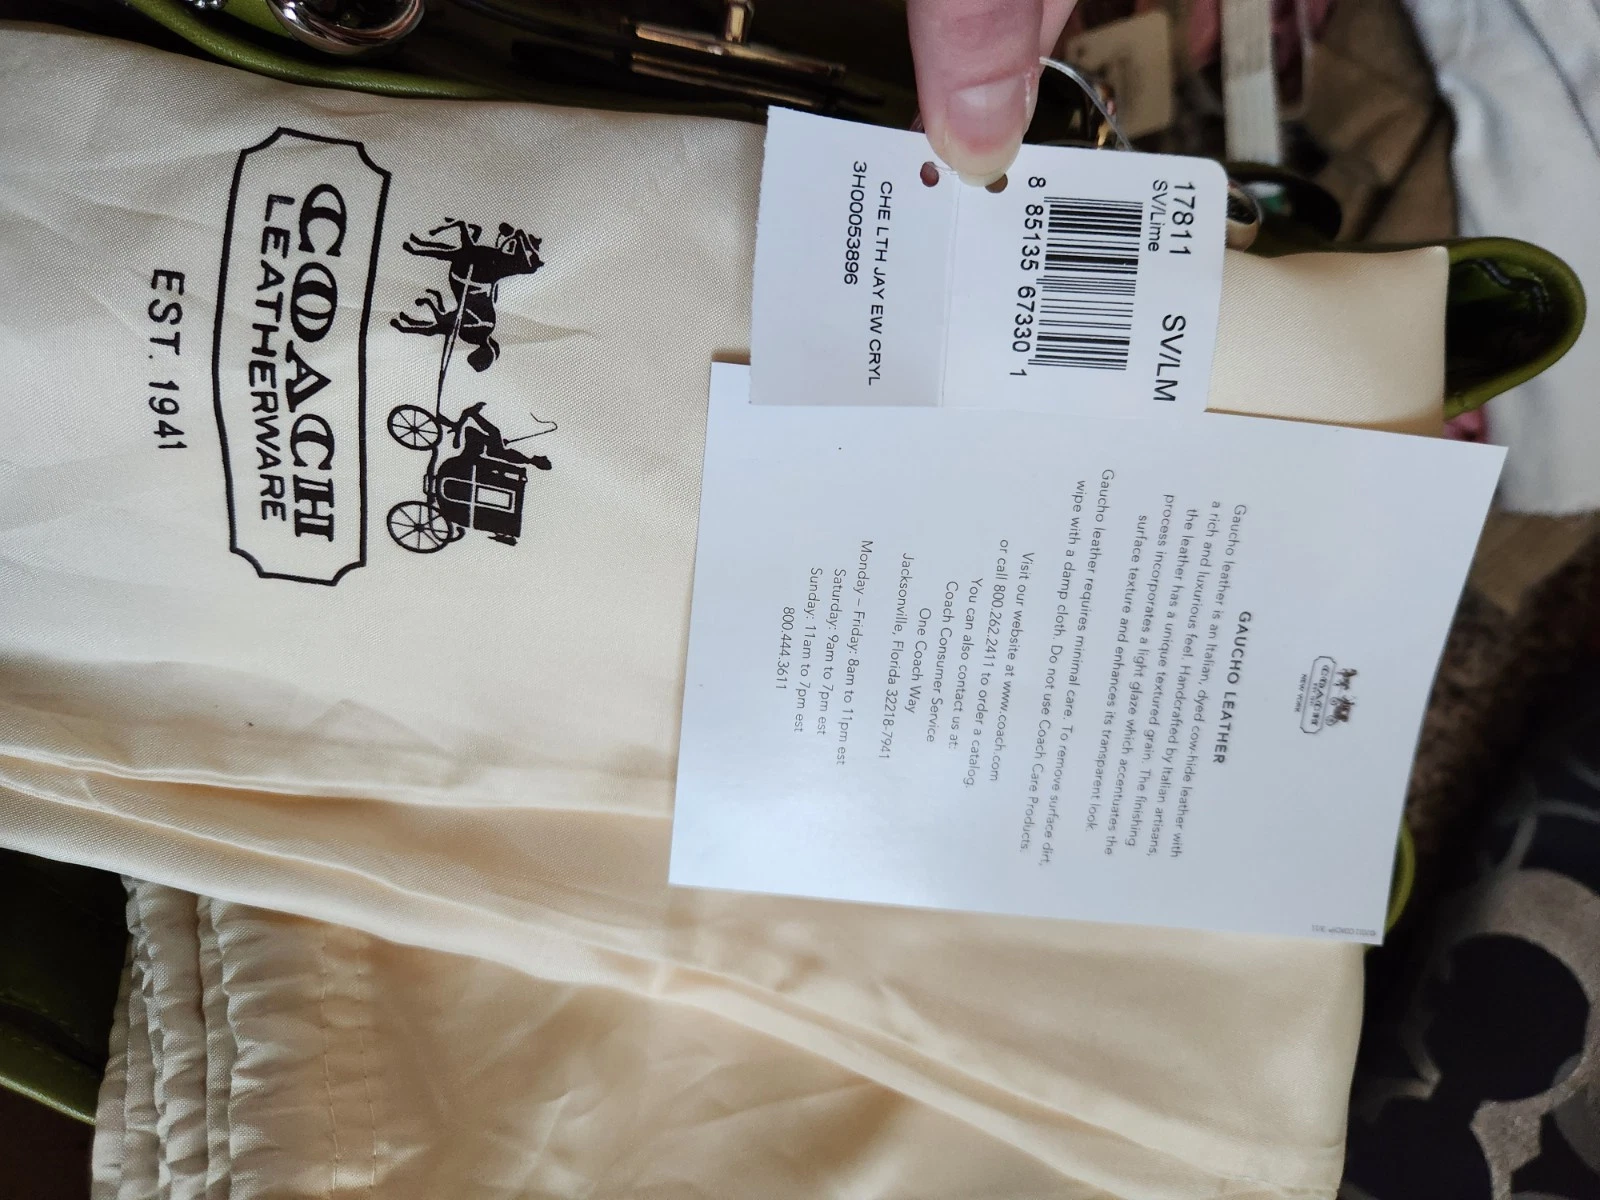 COACH
LEATHERWARE
EST. 1941
17811 SV/LM
SV/Lime
8 85135 67330 1
CHE LTH JAY EW CRYL
3H00053896
COACH
NEW YORK
GAUCHO LEATHER
Gaucho leather is an Italian, dyed cow-hide leather with
a rich and luxurious feel. Handcrafted by Italian artisans,
the leather has a unique textured grain. The finishing
process incorporates a light glaze which accentuates the
surface texture and enhances its transparent look.
Gaucho leather requires minimal care. To remove surface dirt,
wipe with a damp cloth. Do not use Coach Care Products.
Visit our website at www.coach.com
or call 800.262.2411 to order a catalog.
You can also contact us at:
Coach Consumer Service
One Coach Way
Jacksonville, Florida 32218-7941
Monday – Friday: 8am to 11pm est
Saturday: 9am to 7pm est
Sunday: 11am to 7pm est
800.444.3611